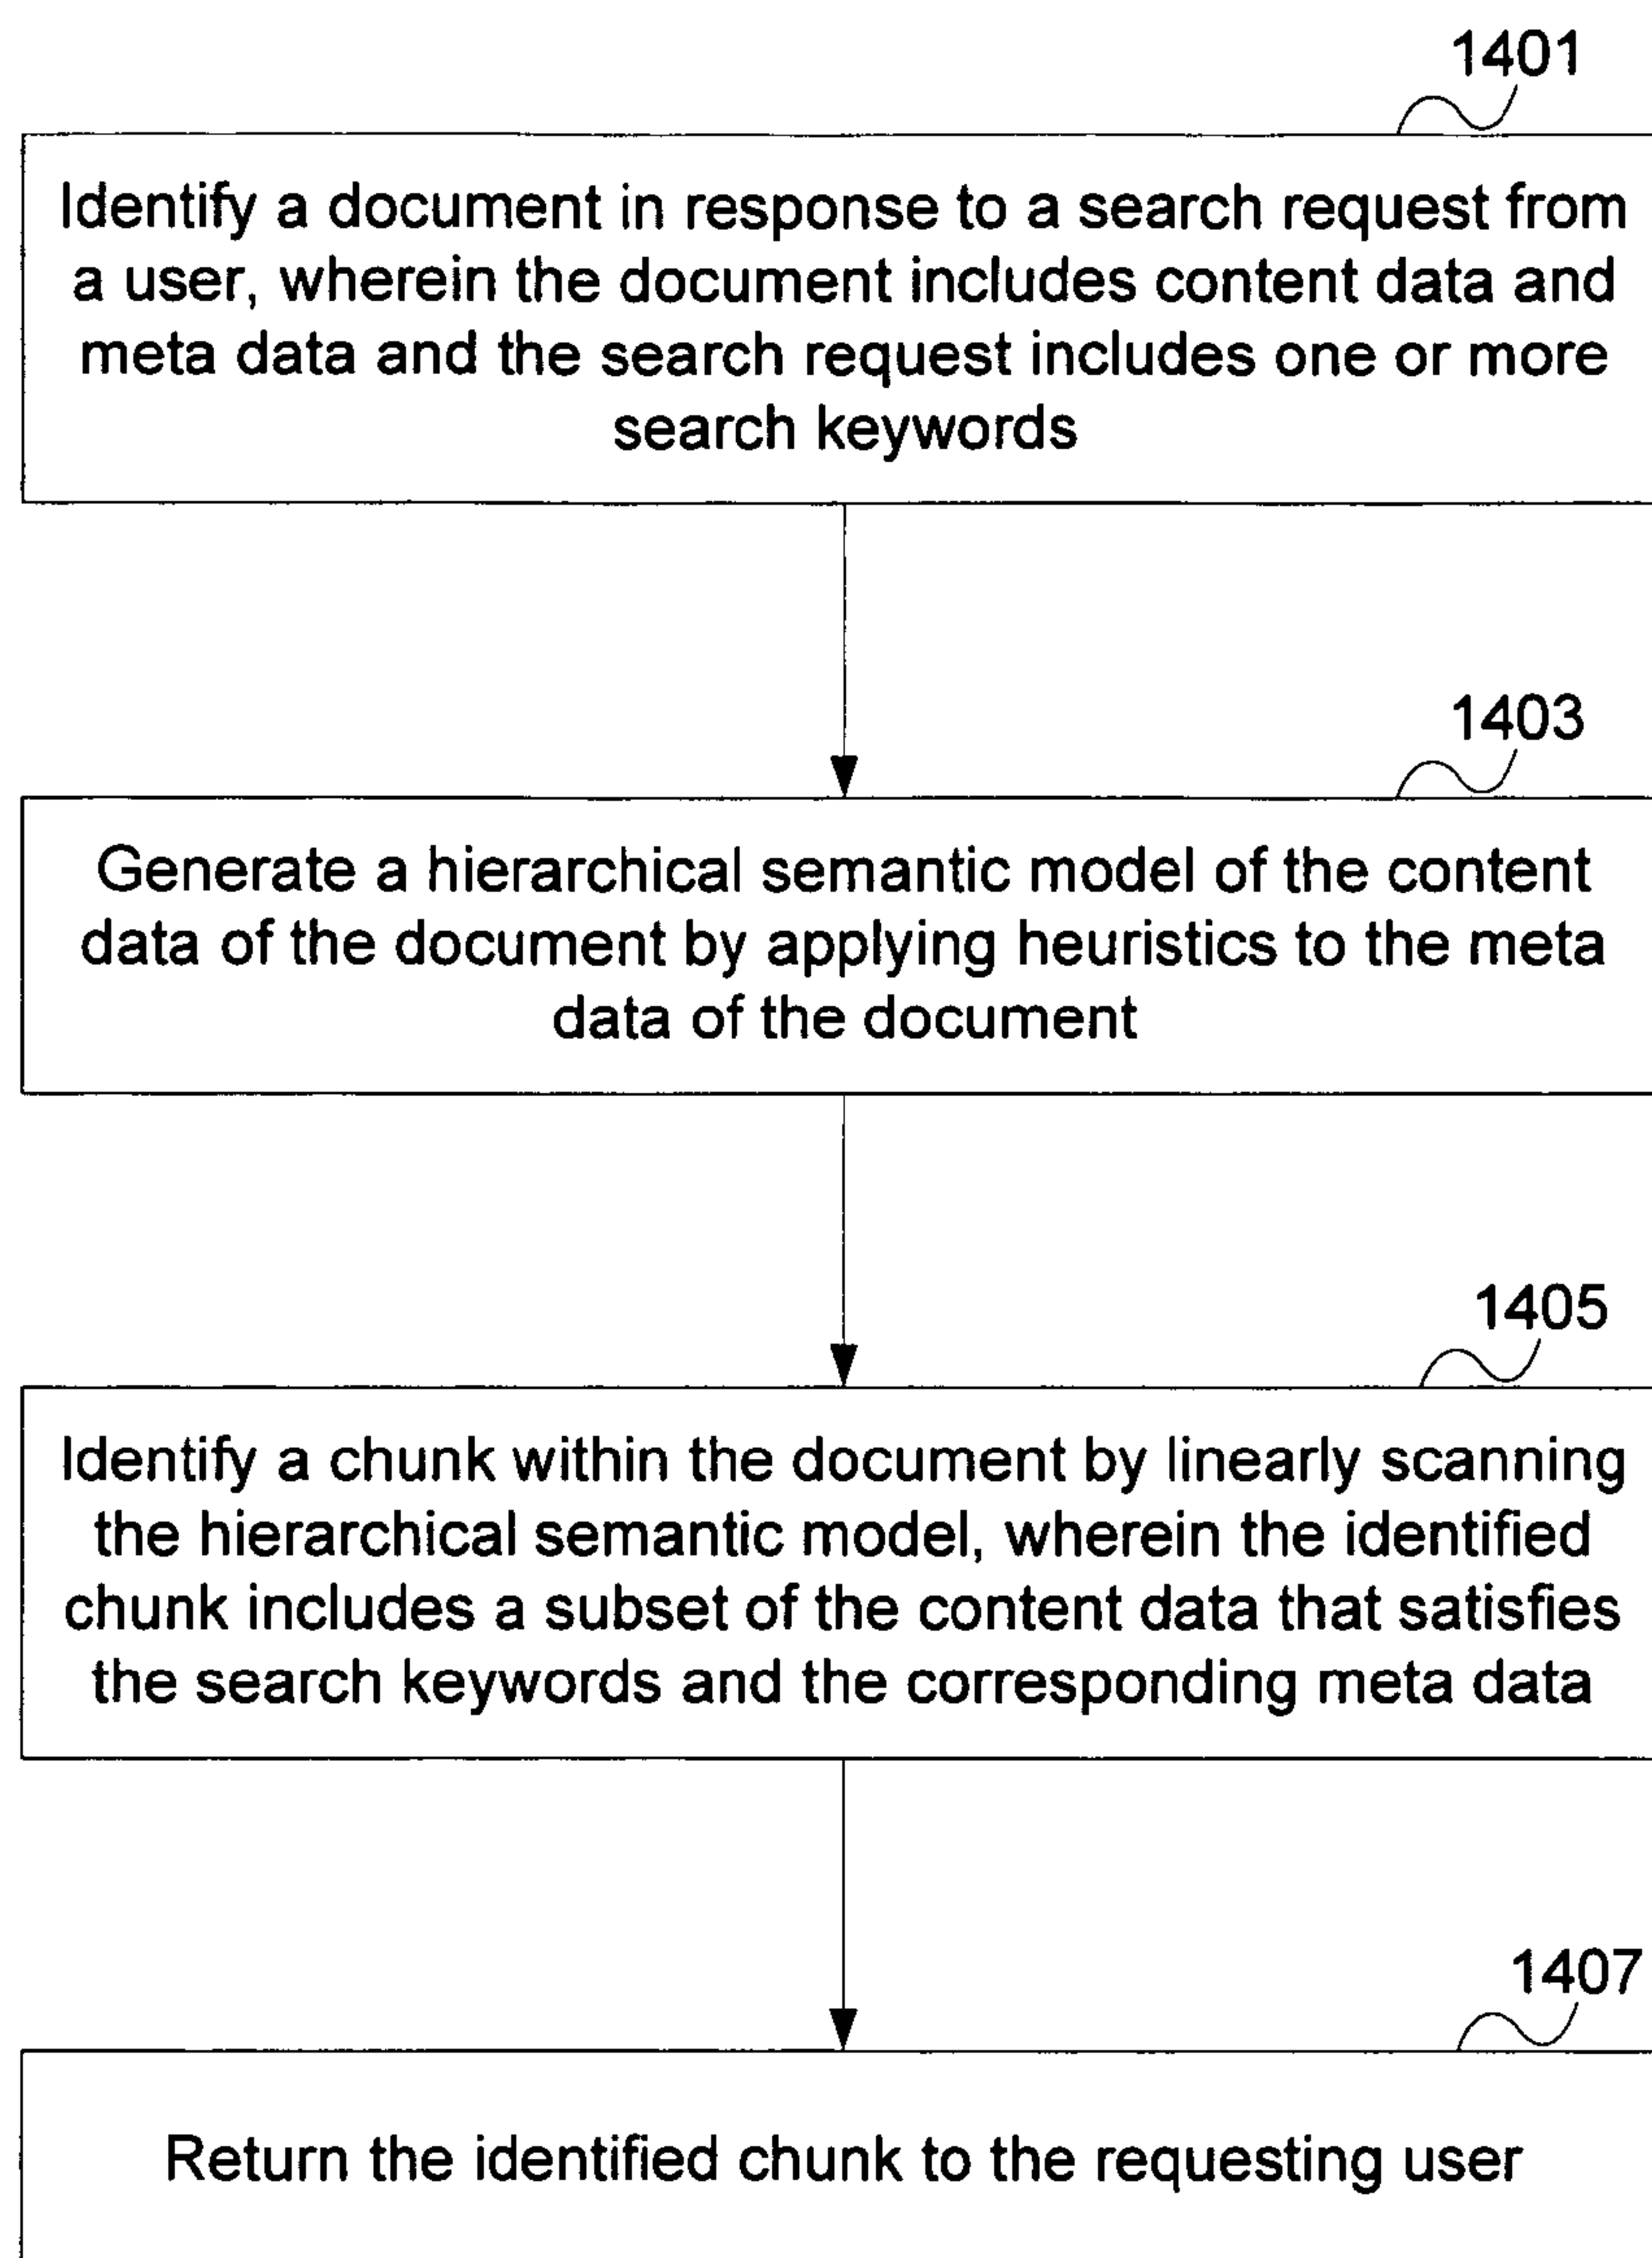 1401
Identify a document in response to a search request from
a user, wherein the document includes content data and
meta data and the search request includes one or more
search keywords
1403
Generate a hierarchical semantic model of the content
data of the document by applying heuristics to the meta
data of the document
1405
Identify a chunk within the document by linearly scanning
the hierarchical semantic model, wherein the identified
chunk includes a subset of the content data that satisfies
the search keywords and the corresponding meta data
1407
Return the identified chunk to the requesting user